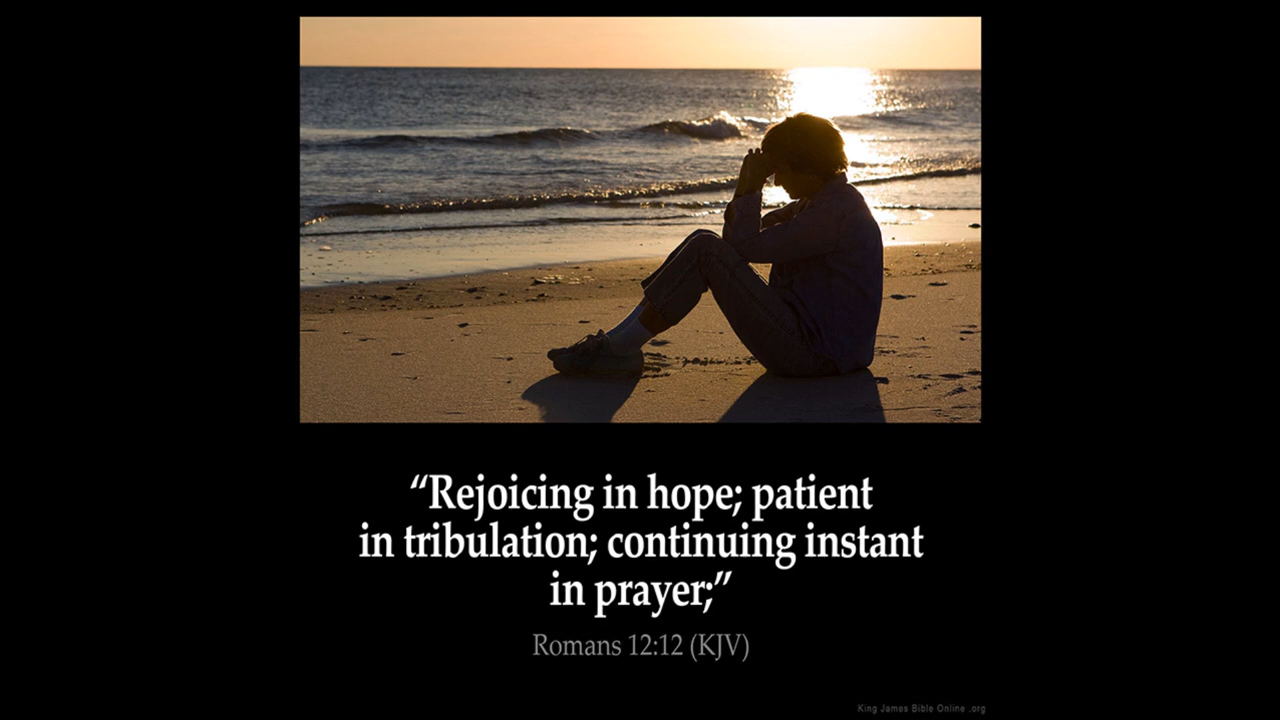 “Rejoicing in hope; patient
in tribulation; continuing instant
in prayer;”
Romans 12:12 (KJV)
King James Bible Online .org